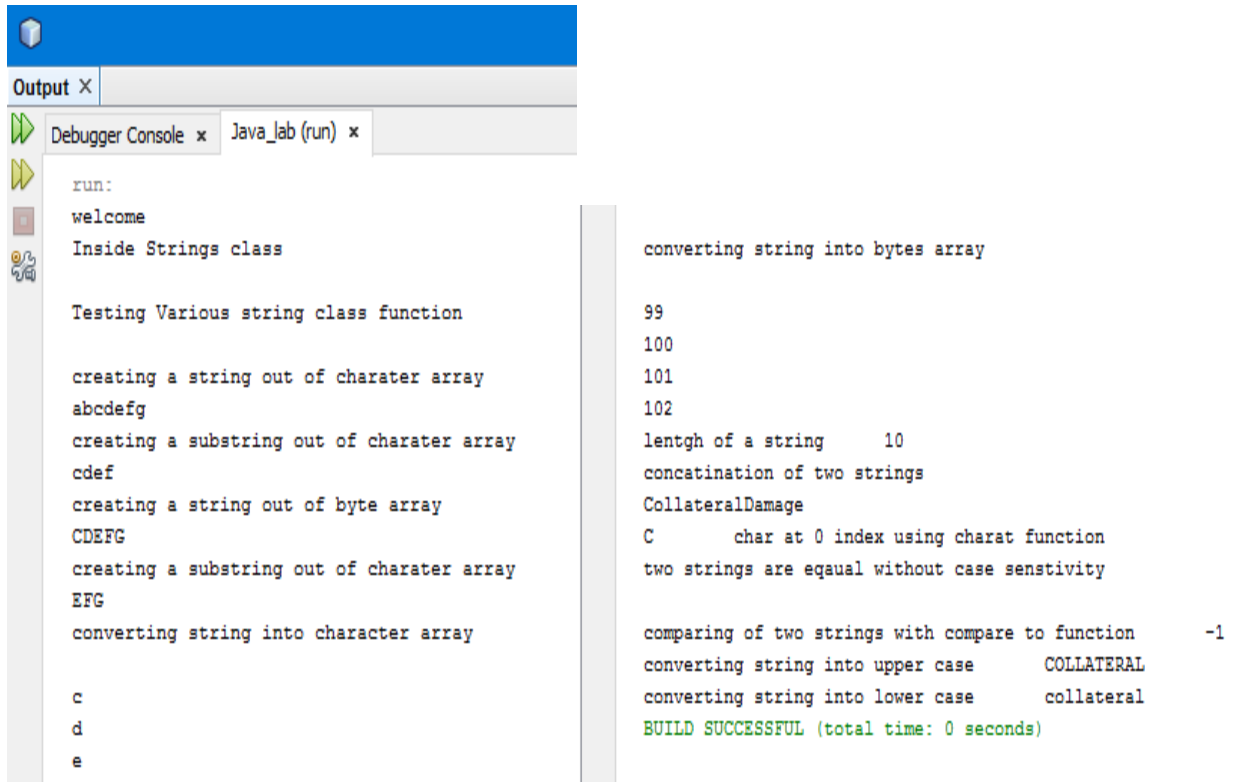 Output
Debugger Console
Java_lab (run)
run:
welcome
Inside Strings class
Testing Various string class function
creating a string out of charater array
abcdefg
creating a substring out of charater array
cdef
creating a string out of byte array
CDEFG
creating a substring out of charater array
EFG
converting string into character array
c
d
e
converting string into bytes array
99
100
101
102
lentgh of a string 10
concatination of two strings
CollateralDamage
C char at 0 index using charat function
two strings are eqaual without case senstivity
comparing of two strings with compare to function -1
converting string into upper case COLLATERAL
converting string into lower case collateral
BUILD SUCCESSFUL (total time: 0 seconds)